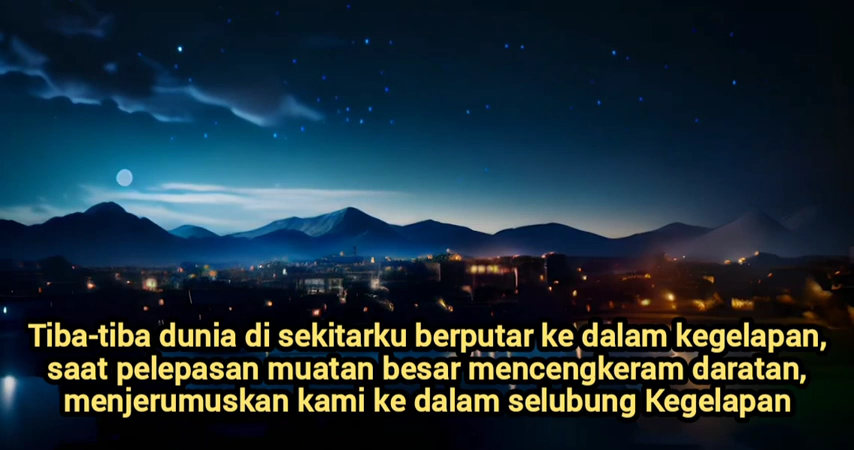 Tiba-tiba dunia di sekitarku berputar ke dalam kegelapan,
saat pelepasan muatan besar mencengkeram daratan,
menjerumuskan kami ke dalam selubung Kegelapan